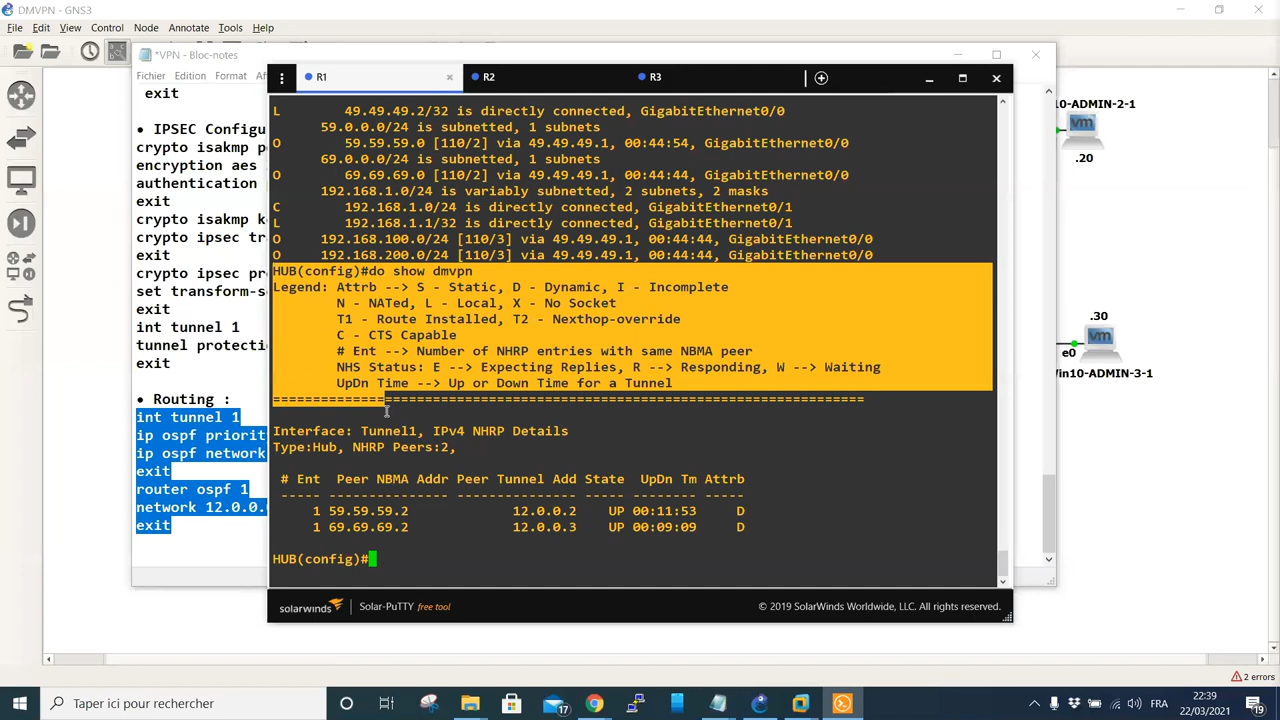 DMVPN - GNS3
File Edit View Control Node Annotate Tools Help
*VPN - Bloc-notes
Fichier Edition Format
exit
• IPSEC Configu
crypto isakmp p
encryption aes
authentication
exit
crypto isakmp k
crypto ipsec tr
exit
crypto ipsec pr
set transform-s
exit
int tunnel 1
tunnel protecti
exit
• Routing :
int tunnel 1
ip ospf priorit
ip ospf network
exit
router ospf 1
network 12.0.0.
exit
R1 R2 R3
L 49.49.49.2/32 is directly connected, GigabitEthernet0/0
59.0.0.0/24 is subnetted, 1 subnets
O 59.59.59.0 [110/2] via 49.49.49.1, 00:44:54, GigabitEthernet0/0
69.0.0.0/24 is subnetted, 1 subnets
O 69.69.69.0 [110/2] via 49.49.49.1, 00:44:44, GigabitEthernet0/0
192.168.1.0/24 is variably subnetted, 2 subnets, 2 masks
C 192.168.1.0/24 is directly connected, GigabitEthernet0/1
L 192.168.1.1/32 is directly connected, GigabitEthernet0/1
O 192.168.100.0/24 [110/3] via 49.49.49.1, 00:44:44, GigabitEthernet0/0
O 192.168.200.0/24 [110/3] via 49.49.49.1, 00:44:44, GigabitEthernet0/0
HUB(config)#do show dmvpn
Legend: Attrb --> S - Static, D - Dynamic, I - Incomplete
N - NATed, L - Local, X - No Socket
T1 - Route Installed, T2 - Nexthop-override
C - CTS Capable
# Ent --> Number of NHRP entries with same NBMA peer
NHS Status: E --> Expecting Replies, R --> Responding, W --> Waiting
UpDn Time --> Up or Down Time for a Tunnel
==========================================================================
Interface: Tunnel1, IPv4 NHRP Details
Type:Hub, NHRP Peers:2,
# Ent Peer NBMA Addr Peer Tunnel Add State UpDn Tm Attrb
----- --------------- --------------- ----- -------- -----
1 59.59.59.2 12.0.0.2 UP 00:11:53 D
1 69.69.69.2 12.0.0.3 UP 00:09:09 D
HUB(config)#
solarwinds Solar-PuTTY free tool © 2019 SolarWinds Worldwide, LLC. All rights reserved.
10-ADMIN-2-1
vm
.20
.30
vm
e0
Win10-ADMIN-3-1
2 errors
Taper ici pour rechercher
17
FRA
22:39
22/03/2021
19